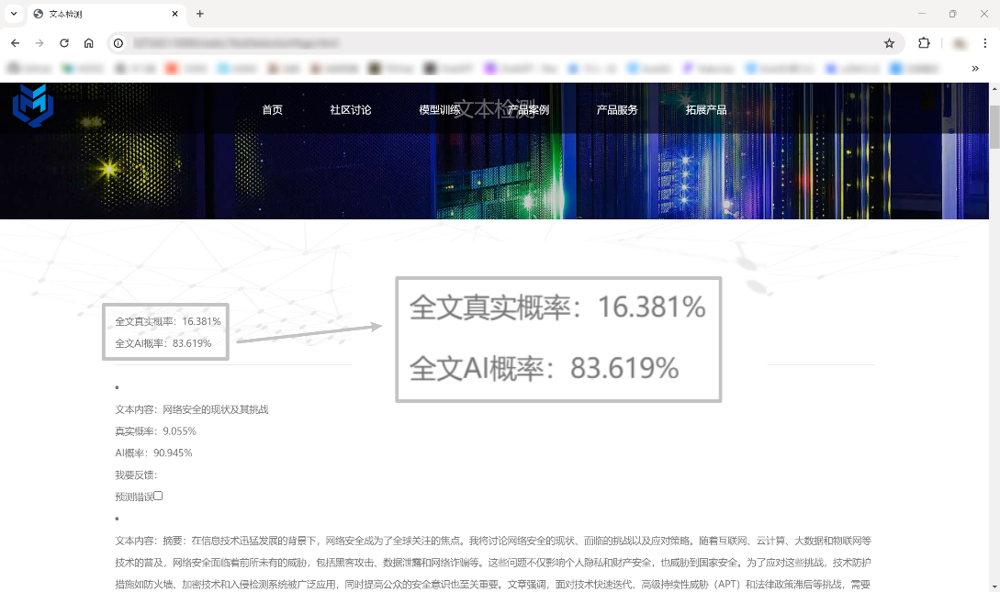 文本检测
首页 社区讨论 模型训练 文本检测 产品案例 产品服务 拓展产品
全文真实概率：16.381%
全文AI概率：83.619%
全文真实概率：16.381%
全文AI概率：83.619%
文本内容：网络安全的现状及其挑战
真实概率：9.055%
AI概率：90.945%
我要反馈：
预测错误
文本内容：摘要：在信息技术迅猛发展的背景下，网络安全成为了全球关注的焦点。我将讨论网络安全的现状、面临的挑战以及应对策略。随着互联网、云计算、大数据和物联网等
技术的普及，网络安全面临着前所未有的威胁，包括黑客攻击、数据泄露和网络诈骗等。这些问题不仅影响个人隐私和财产安全，也威胁到国家安全。为了应对这些挑战，技术防护
措施如防火墙、加密技术和入侵检测系统被广泛应用，同时提高公众的安全意识也至关重要。文章强调，面对技术快速迭代、高级持续性威胁（APT）和法律政策滞后等挑战，需要